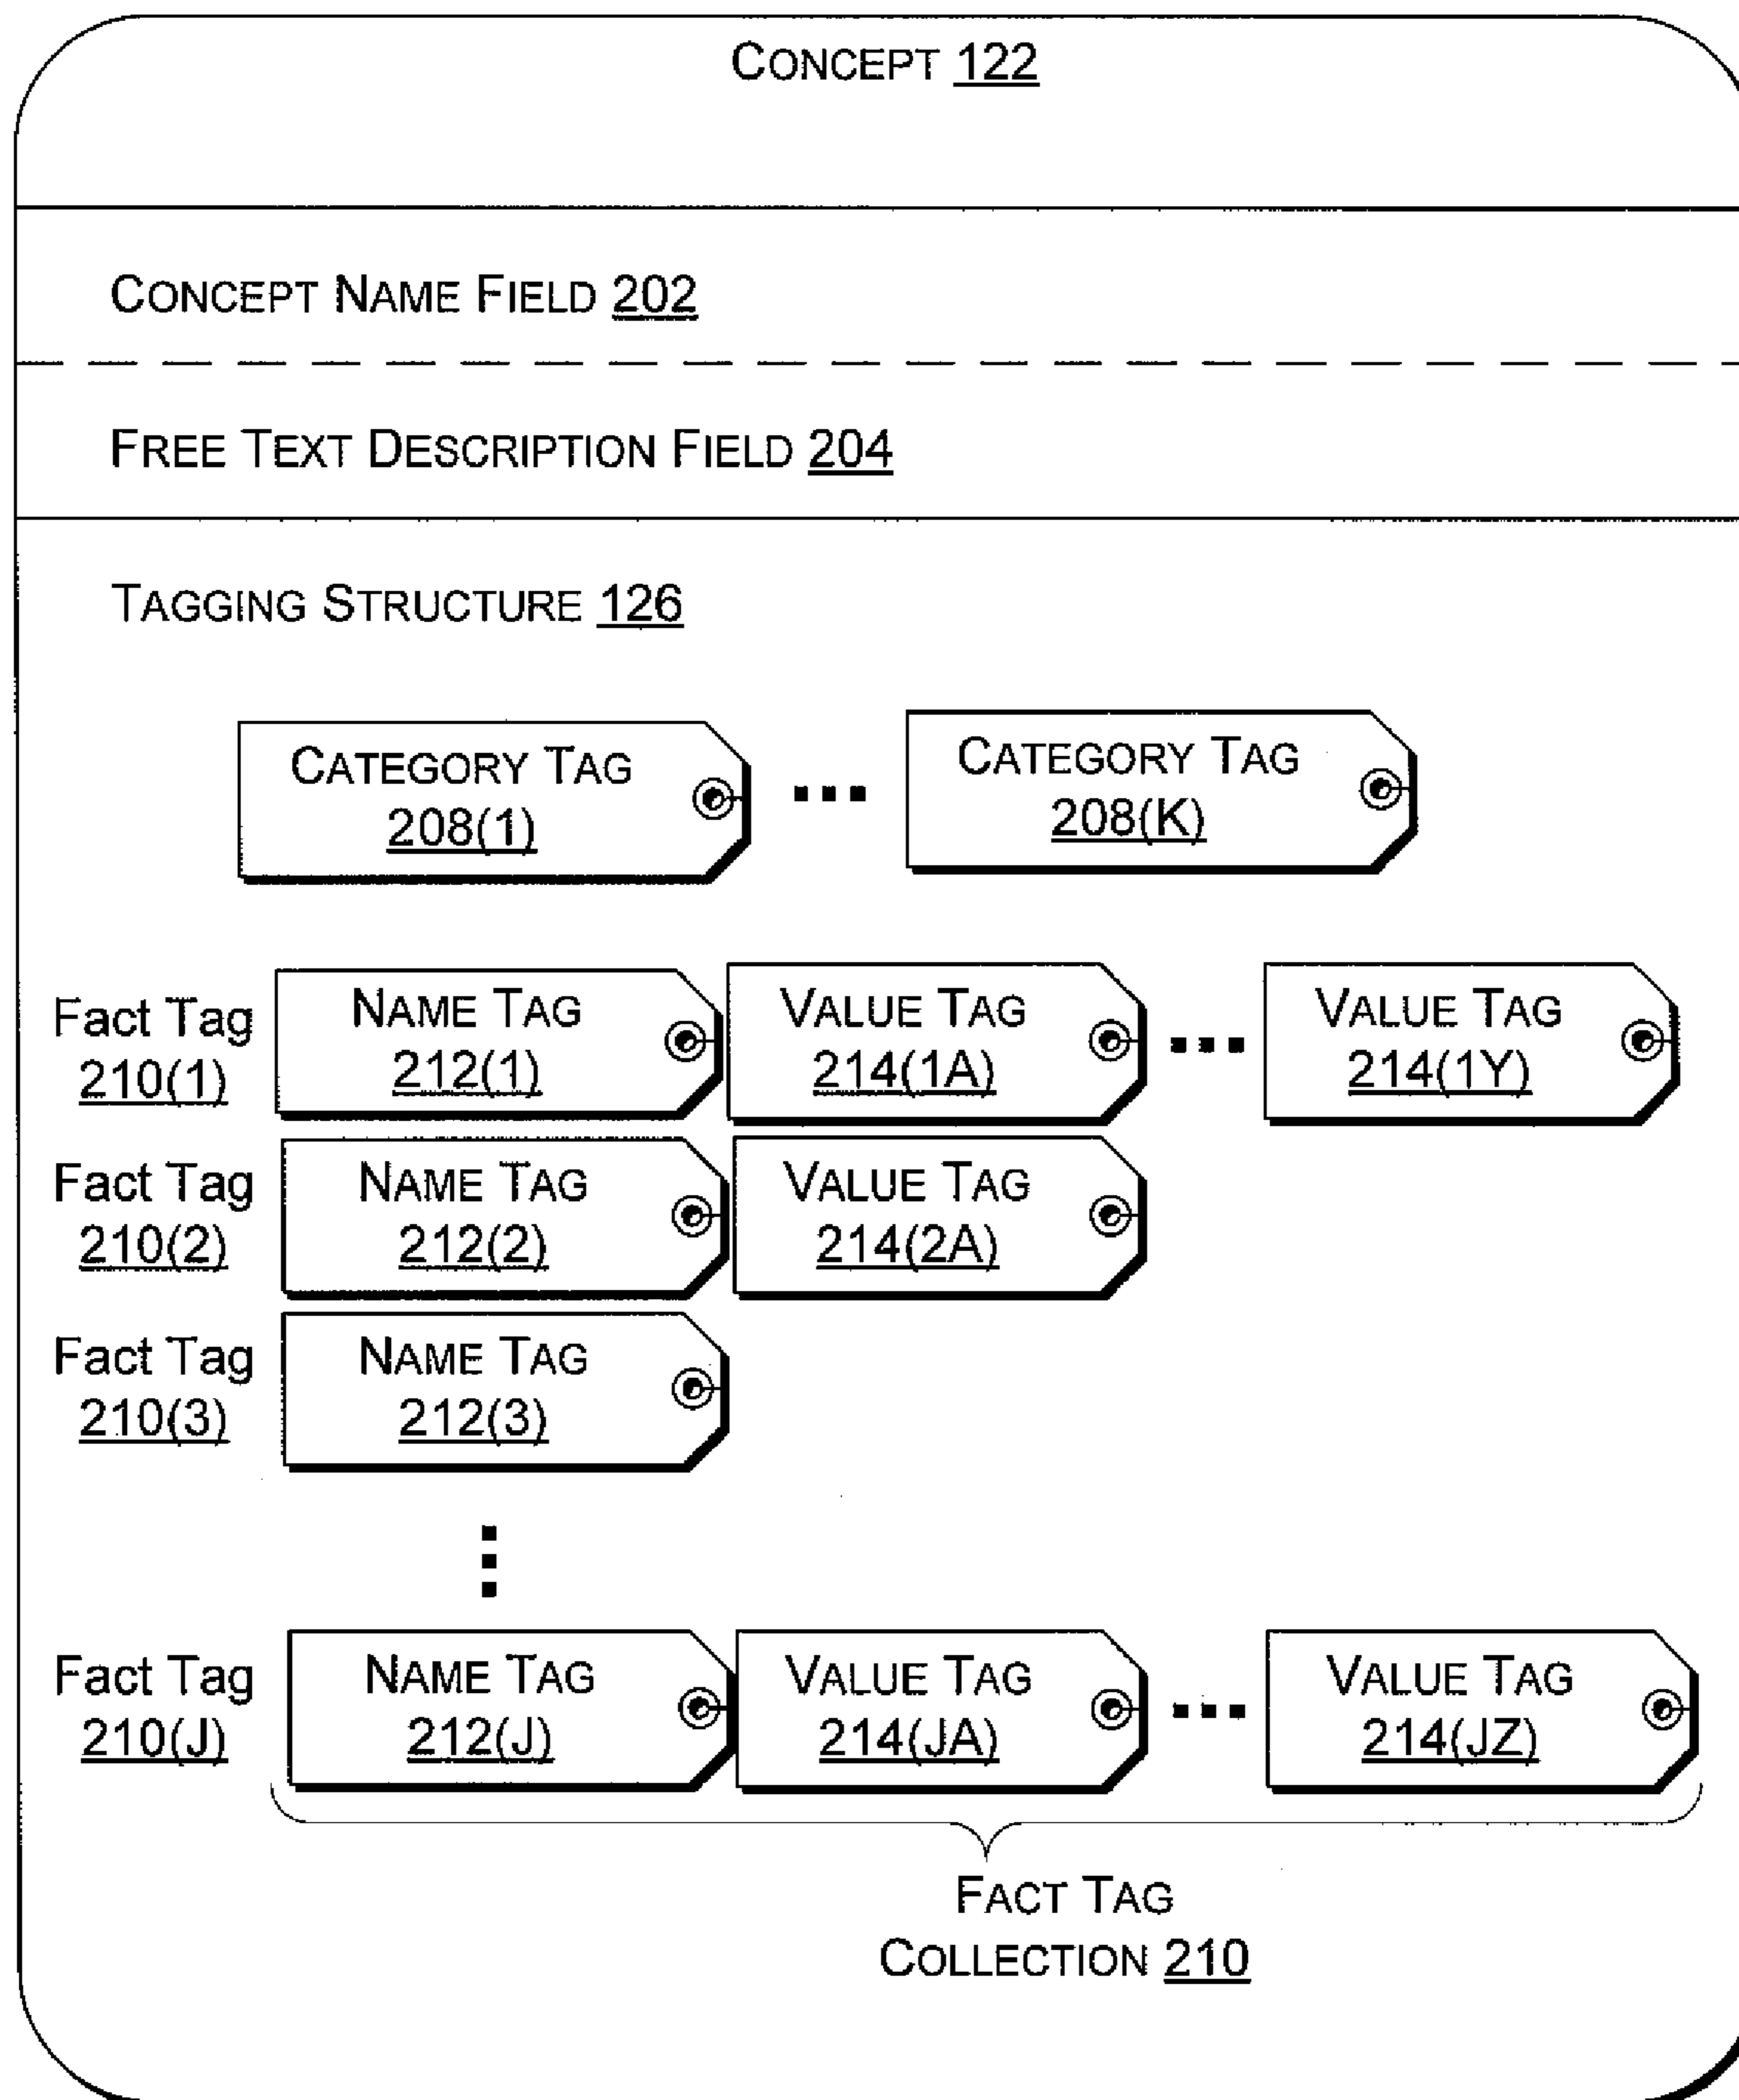 CONCEPT 122
CONCEPT NAME FIELD 202
FREE TEXT DESCRIPTION FIELD 204
TAGGING STRUCTURE 126
CATEGORY TAG
208(1)
CATEGORY TAG
208(K)
Fact Tag
210(1)
NAME TAG
212(1)
VALUE TAG
214(1A)
VALUE TAG
214(1Y)
Fact Tag
210(2)
NAME TAG
212(2)
VALUE TAG
214(2A)
Fact Tag
210(3)
NAME TAG
212(3)
Fact Tag
210(J)
NAME TAG
212(J)
VALUE TAG
214(JA)
VALUE TAG
214(JZ)
FACT TAG
COLLECTION 210